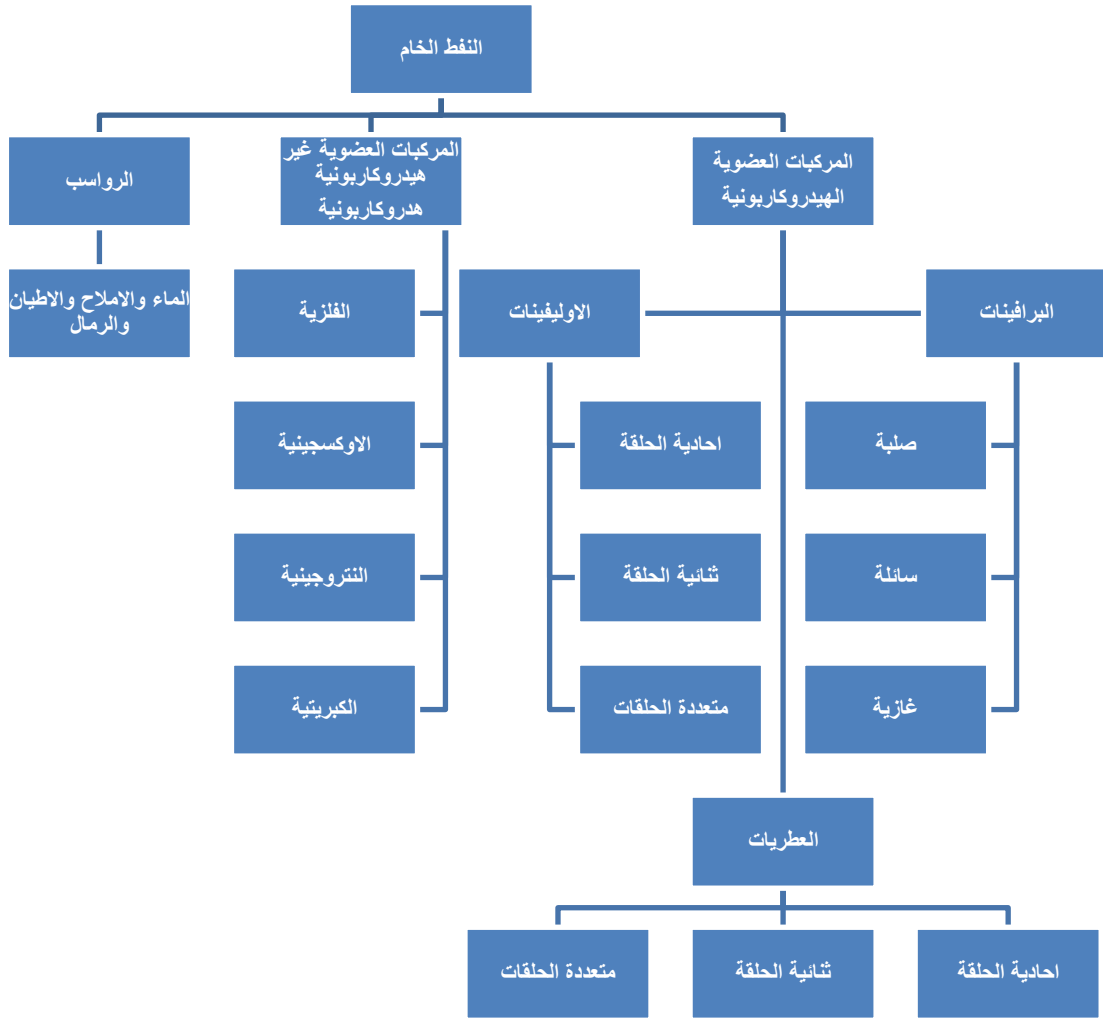 النفط الخام
المركبات العضوية
الهيدروكاربونية
المركبات العضوية غير
هيدروكاربونية
هدروكاربونية
الرواسب
البرافينات
الاوليفينات
الفلزية
الماء والاملاح والاطيان
والرمال
صلبة
احادية الحلقة
الاوكسجينية
سائلة
ثنائية الحلقة
النتروجينية
غازية
متعددة الحلقات
الكبريتية
العطريات
احادية الحلقة
ثنائية الحلقة
متعددة الحلقات